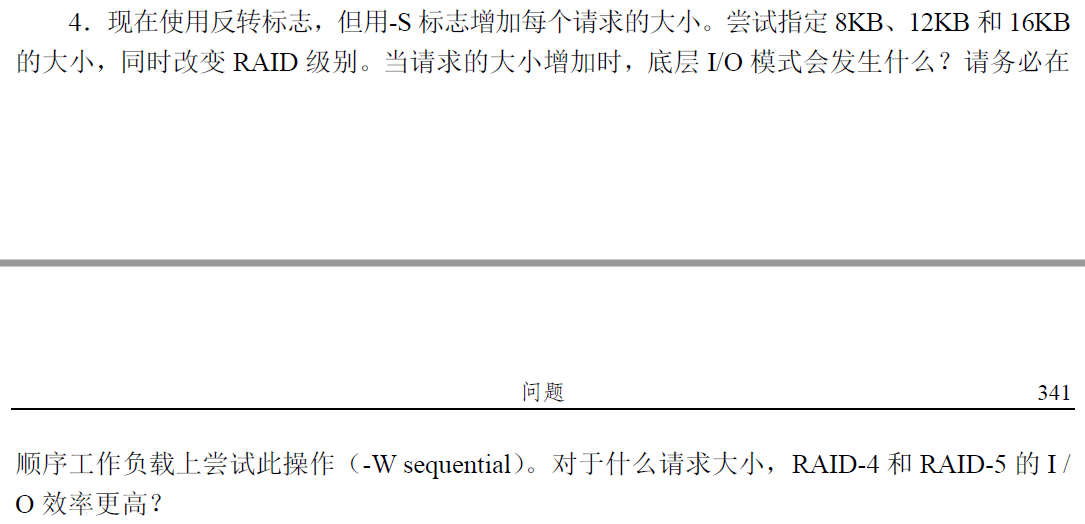 4．现在使用反转标志，但用-S 标志增加每个请求的大小。尝试指定 8KB、12KB 和 16KB
的大小，同时改变 RAID 级别。当请求的大小增加时，底层 I/O 模式会发生什么？请务必在
问题 341
顺序工作负载上尝试此操作（-W sequential）。对于什么请求大小，RAID-4 和 RAID-5 的 I /
O 效率更高？